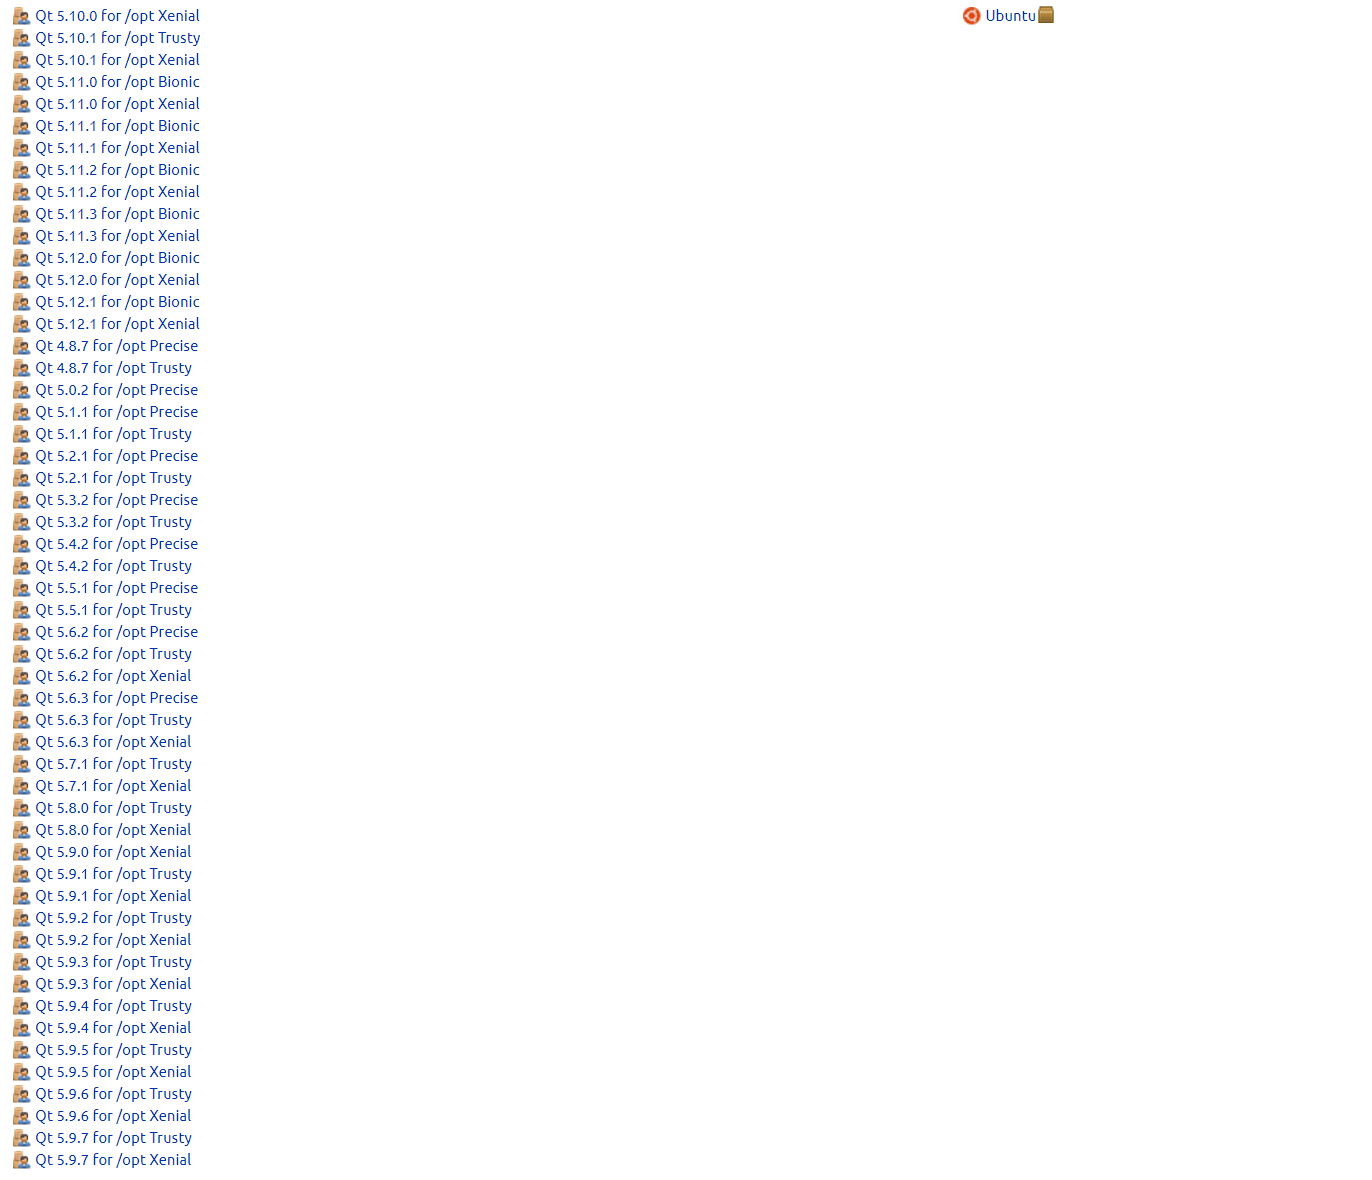 Qt 5.10.0 for /opt Xenial
Ubuntu
Qt 5.10.1 for /opt Trusty
Qt 5.10.1 for /opt Xenial
Qt 5.11.0 for /opt Bionic
Qt 5.11.0 for /opt Xenial
Qt 5.11.1 for /opt Bionic
Qt 5.11.1 for /opt Xenial
Qt 5.11.2 for /opt Bionic
Qt 5.11.2 for /opt Xenial
Qt 5.11.3 for /opt Bionic
Qt 5.11.3 for /opt Xenial
Qt 5.12.0 for /opt Bionic
Qt 5.12.0 for /opt Xenial
Qt 5.12.1 for /opt Bionic
Qt 5.12.1 for /opt Xenial
Qt 4.8.7 for /opt Precise
Qt 4.8.7 for /opt Trusty
Qt 5.0.2 for /opt Precise
Qt 5.1.1 for /opt Precise
Qt 5.1.1 for /opt Trusty
Qt 5.2.1 for /opt Precise
Qt 5.2.1 for /opt Trusty
Qt 5.3.2 for /opt Precise
Qt 5.3.2 for /opt Trusty
Qt 5.4.2 for /opt Precise
Qt 5.4.2 for /opt Trusty
Qt 5.5.1 for /opt Precise
Qt 5.5.1 for /opt Trusty
Qt 5.6.2 for /opt Precise
Qt 5.6.2 for /opt Trusty
Qt 5.6.2 for /opt Xenial
Qt 5.6.3 for /opt Precise
Qt 5.6.3 for /opt Trusty
Qt 5.6.3 for /opt Xenial
Qt 5.7.1 for /opt Trusty
Qt 5.7.1 for /opt Xenial
Qt 5.8.0 for /opt Trusty
Qt 5.8.0 for /opt Xenial
Qt 5.9.0 for /opt Xenial
Qt 5.9.1 for /opt Trusty
Qt 5.9.1 for /opt Xenial
Qt 5.9.2 for /opt Trusty
Qt 5.9.2 for /opt Xenial
Qt 5.9.3 for /opt Trusty
Qt 5.9.3 for /opt Xenial
Qt 5.9.4 for /opt Trusty
Qt 5.9.4 for /opt Xenial
Qt 5.9.5 for /opt Trusty
Qt 5.9.5 for /opt Xenial
Qt 5.9.6 for /opt Trusty
Qt 5.9.6 for /opt Xenial
Qt 5.9.7 for /opt Trusty
Qt 5.9.7 for /opt Xenial